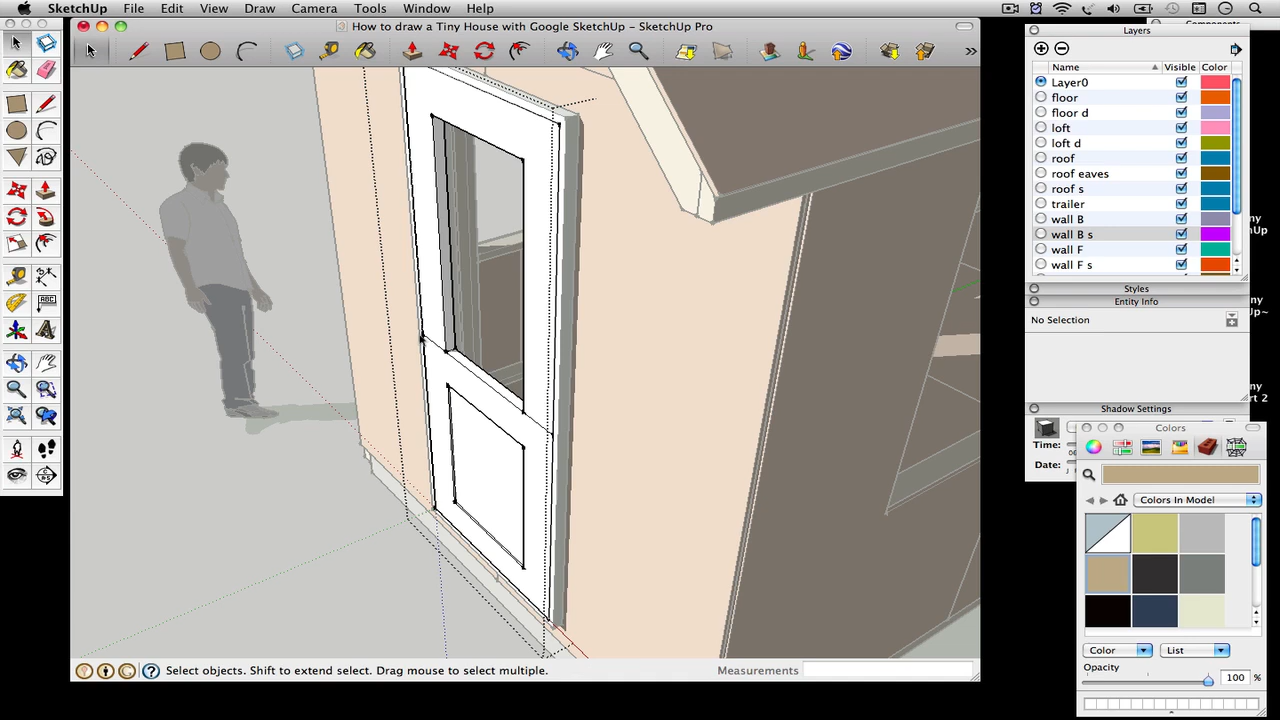 SketchUp File Edit View Draw Camera Tools Window Help
How to draw a Tiny House with Google SketchUp – SketchUp Pro
Components
Layers
Name Visible Color
Layer0
floor
floor d
loft
loft d
roof
roof eaves
roof s
trailer
wall B
wall B s
wall F
wall F s
Styles
Entity Info
No Selection
Shadow Settings
Time:
Date:
Colors
Colors In Model
Color List
Opacity
100 %
ABC
Select objects. Shift to extend select. Drag mouse to select multiple.
Measurements